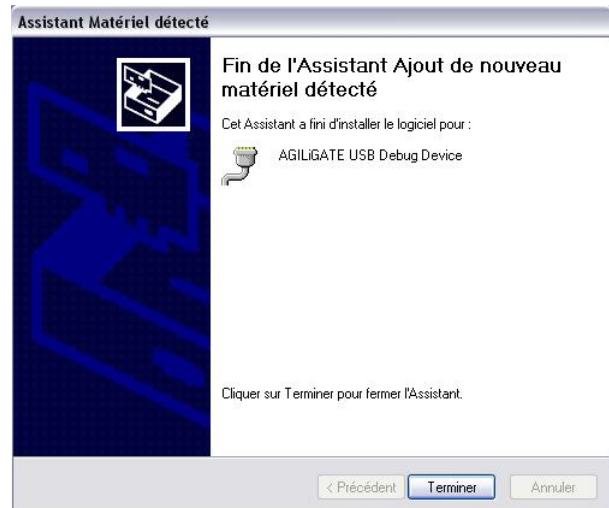 Assistant Matériel détecté
Fin de l'Assistant Ajout de nouveau
matériel détecté
Cet Assistant a fini d'installer le logiciel pour :
AGILiGATE USB Debug Device
Cliquer sur Terminer pour fermer l'Assistant.
< Précédent
Terminer
Annuler